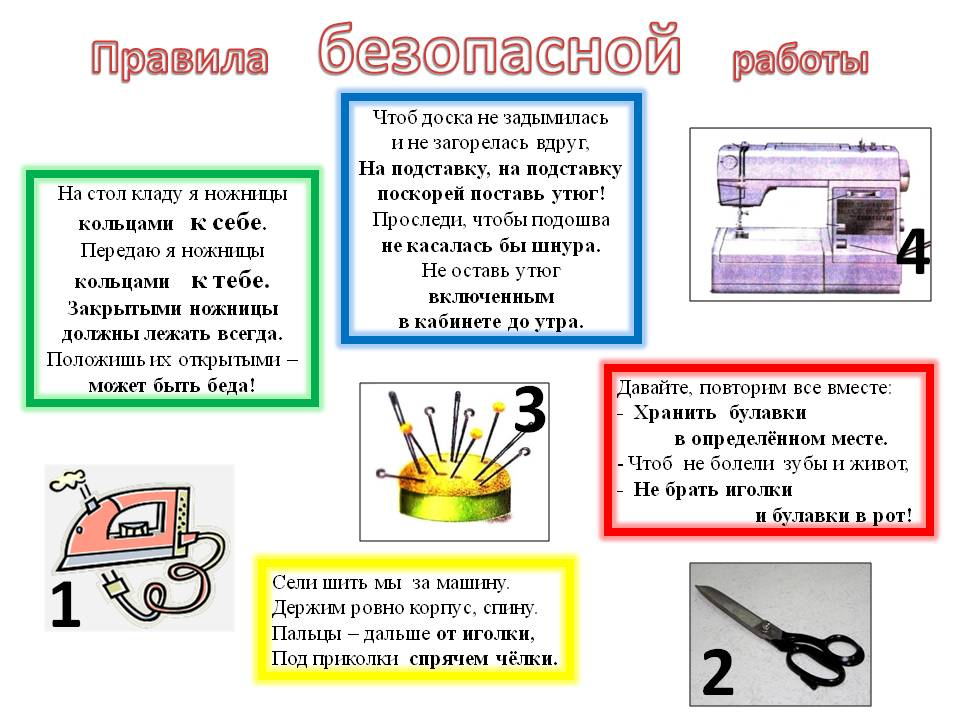 Правила безопасной работы
Чтоб доска не задымилась
и не загорелась вдруг,
На подставку, на подставку
поскорей поставь утюг!
Проследи, чтобы подошва
не касалась бы шнура.
Не оставь утюг
включенным
в кабинете до утра.
На стол кладу я ножницы
кольцами к себе.
Передаю я ножницы
кольцами к тебе.
Закрытыми ножницы
должны лежать всегда.
Положишь их открытыми –
может быть беда!
4
3
Давайте, повторим все вместе:
- Хранить булавки
в определённом месте.
- Чтоб не болели зубы и живот,
- Не брать иголки
и булавки в рот!
1
Сели шить мы за машину.
Держим ровно корпус, спину.
Пальцы – дальше от иголки,
Под приколки спрячем чёлки.
2